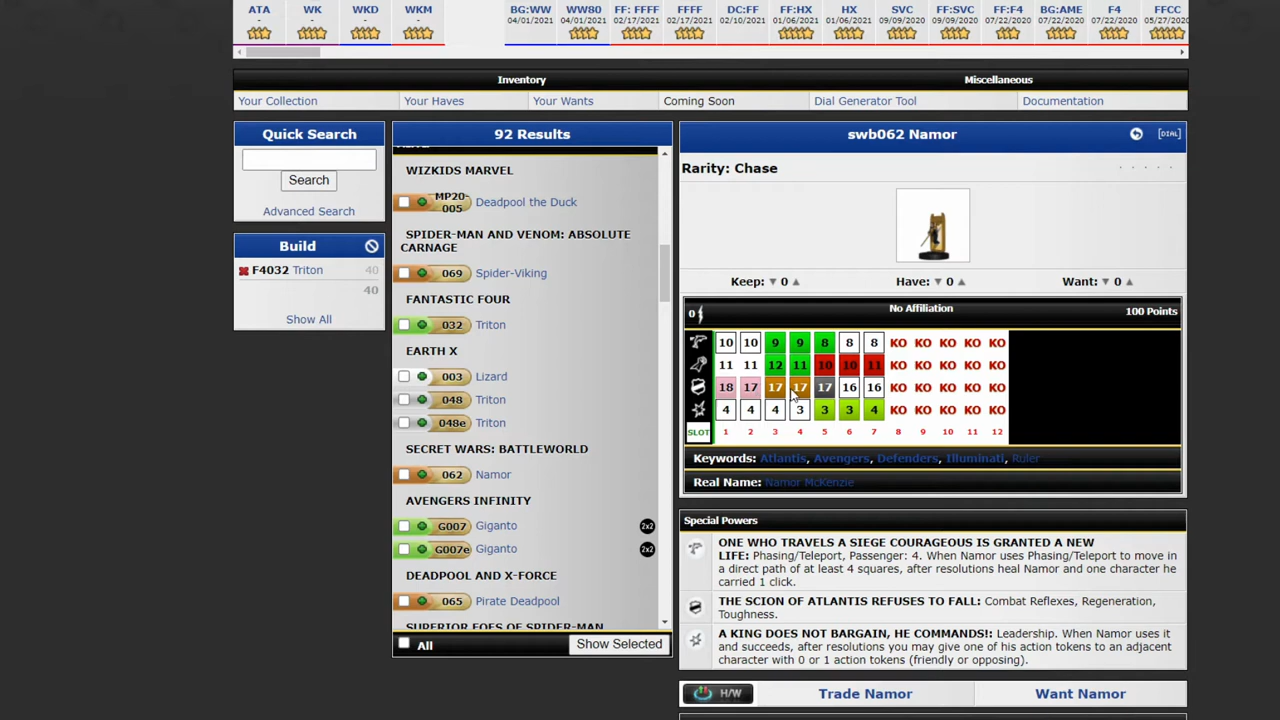 ATA WK WKD WKM BG:WW WW80 FF: FFFF FFFF DC:FF FF:HX HX SVC FF:SVC FF:F4 BG:AME F4 FFCC
- - - - 04/01/2021 04/01/2021 02/17/2021 02/17/2021 02/10/2021 01/06/2021 01/06/2021 09/09/2020 09/09/2020 07/22/2020 07/22/2020 07/22/2020 05/27/2020
Inventory Miscellaneous
Your Collection Your Haves Your Wants Coming Soon Dial Generator Tool Documentation
Quick Search
Search
Advanced Search
Build
F4032 Triton 40
40
Show All
92 Results
WIZKIDS MARVEL
MP20-005 Deadpool the Duck
SPIDER-MAN AND VENOM: ABSOLUTE
CARNAGE
069 Spider-Viking
FANTASTIC FOUR
032 Triton
EARTH X
003 Lizard
048 Triton
048e Triton
SECRET WARS: BATTLEWORLD
062 Namor
AVENGERS INFINITY
G007 Giganto 2x2
G007e Giganto 2x2
DEADPOOL AND X-FORCE
065 Pirate Deadpool
SUPERIOR FOES OF SPIDER-MAN
All Show Selected
swb062 Namor [DIAL]
Rarity: Chase
Keep: ▼ 0 ▲ Have: ▼ 0 ▲ Want: ▼ 0 ▲
0 No Affiliation 100 Points
10 10 9 9 8 8 8 KO KO KO KO KO
11 11 12 11 10 10 11 KO KO KO KO KO
18 17 17 17 17 16 16 KO KO KO KO KO
4 4 4 3 3 3 4 KO KO KO KO KO
SLOT 1 2 3 4 5 6 7 8 9 10 11 12
Keywords: Atlantis, Avengers, Defenders, Illuminati, Ruler
Real Name: Namor McKenzie
Special Powers
ONE WHO TRAVELS A SIEGE COURAGEOUS IS GRANTED A NEW
LIFE: Phasing/Teleport, Passenger: 4. When Namor uses Phasing/Teleport to move in
a direct path of at least 4 squares, after resolutions heal Namor and one character he
carried 1 click.
THE SCION OF ATLANTIS REFUSES TO FALL: Combat Reflexes, Regeneration,
Toughness.
A KING DOES NOT BARGAIN, HE COMMANDS!: Leadership. When Namor uses it
and succeeds, after resolutions you may give one of his action tokens to an adjacent
character with 0 or 1 action tokens (friendly or opposing).
H/W Trade Namor Want Namor